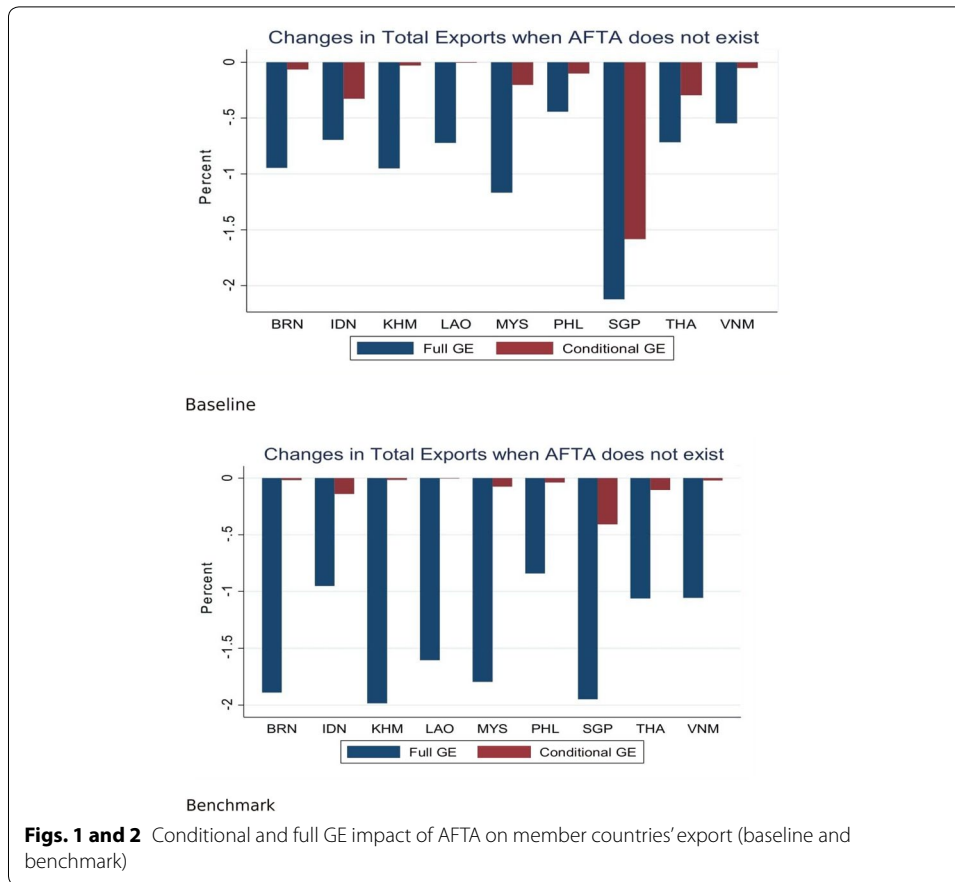 Changes in Total Exports when AFTA does not exist
Percent
0
-.5
-1
-1.5
-2
BRN IDN KHM LAO MYS PHL SGP THA VNM
Full GE Conditional GE
Baseline
Changes in Total Exports when AFTA does not exist
Percent
0
-.5
-1
-1.5
-2
BRN IDN KHM LAO MYS PHL SGP THA VNM
Full GE Conditional GE
Benchmark
Figs. 1 and 2 Conditional and full GE impact of AFTA on member countries' export (baseline and
benchmark)